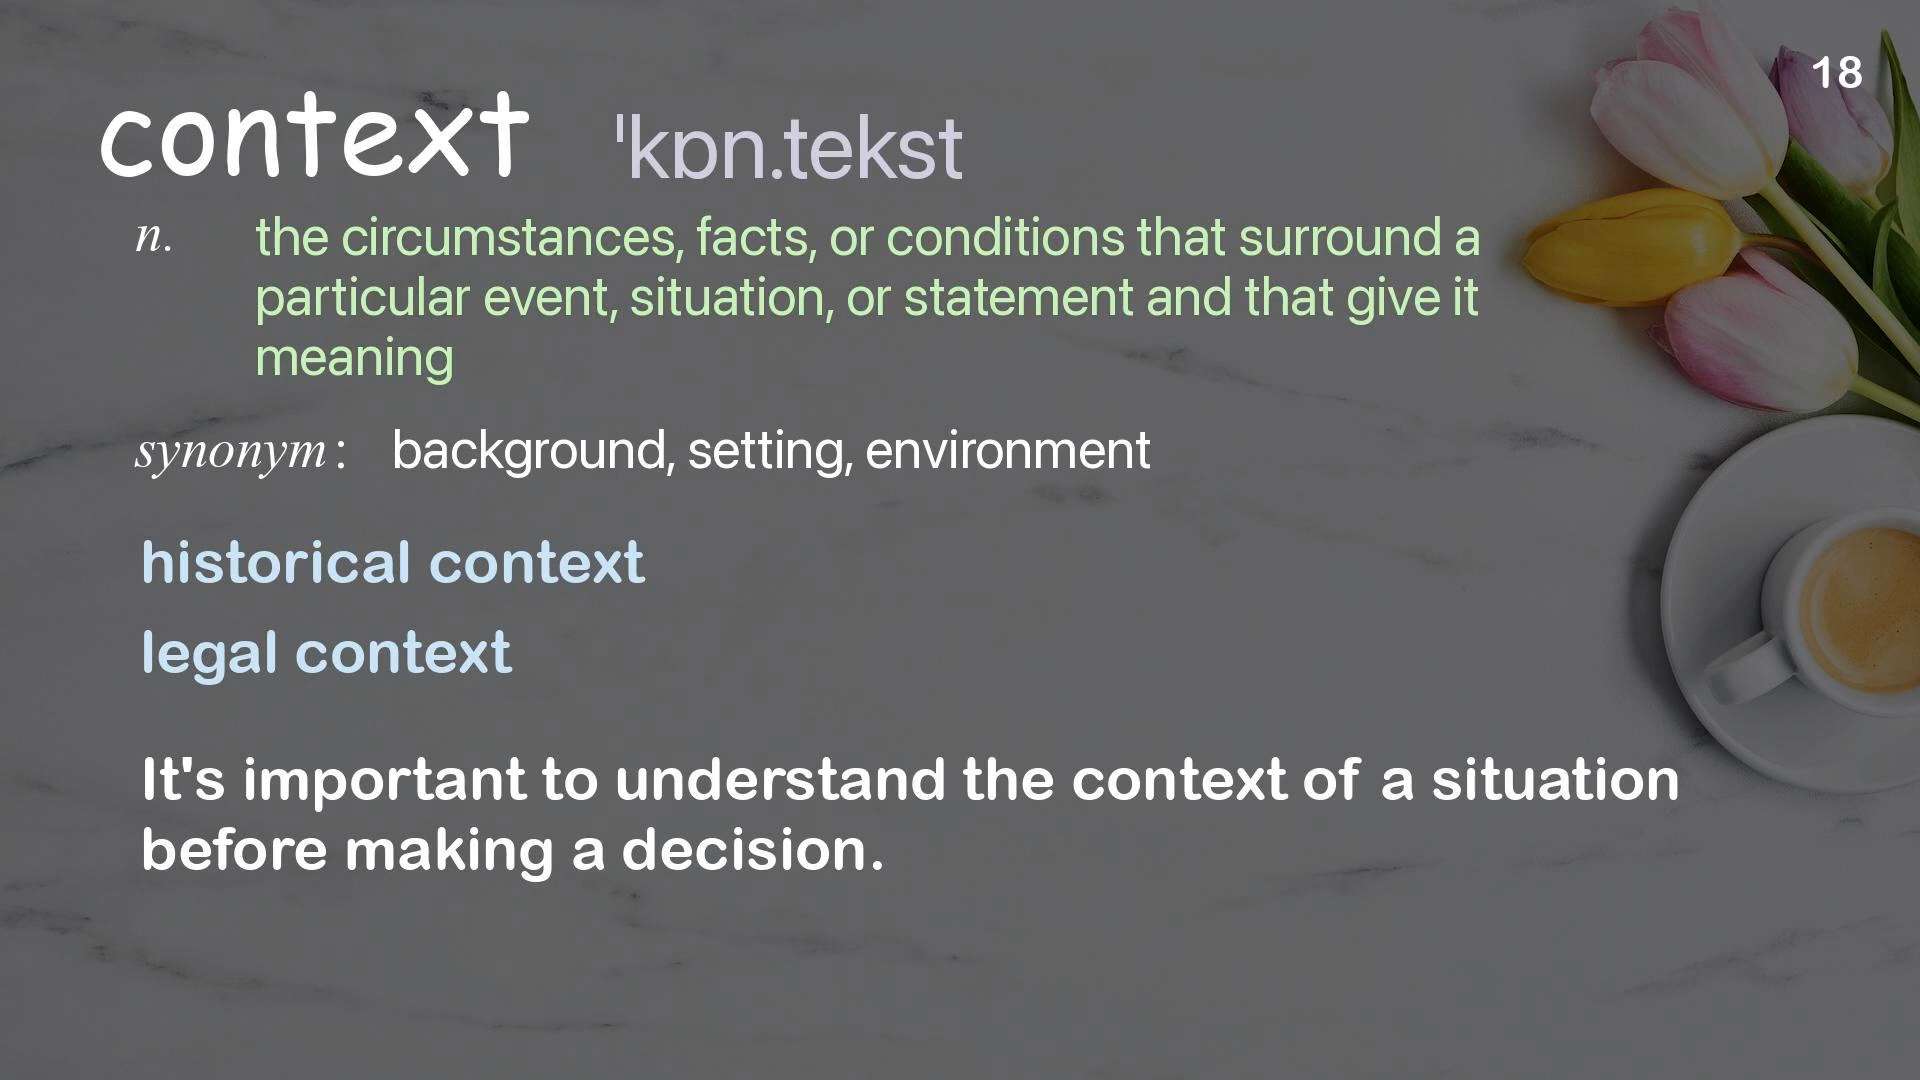 18
context ˈkɒn.tekst
n. the circumstances, facts, or conditions that surround a
particular event, situation, or statement and that give it
meaning
synonym: background, setting, environment
historical context
legal context
It's important to understand the context of a situation
before making a decision.